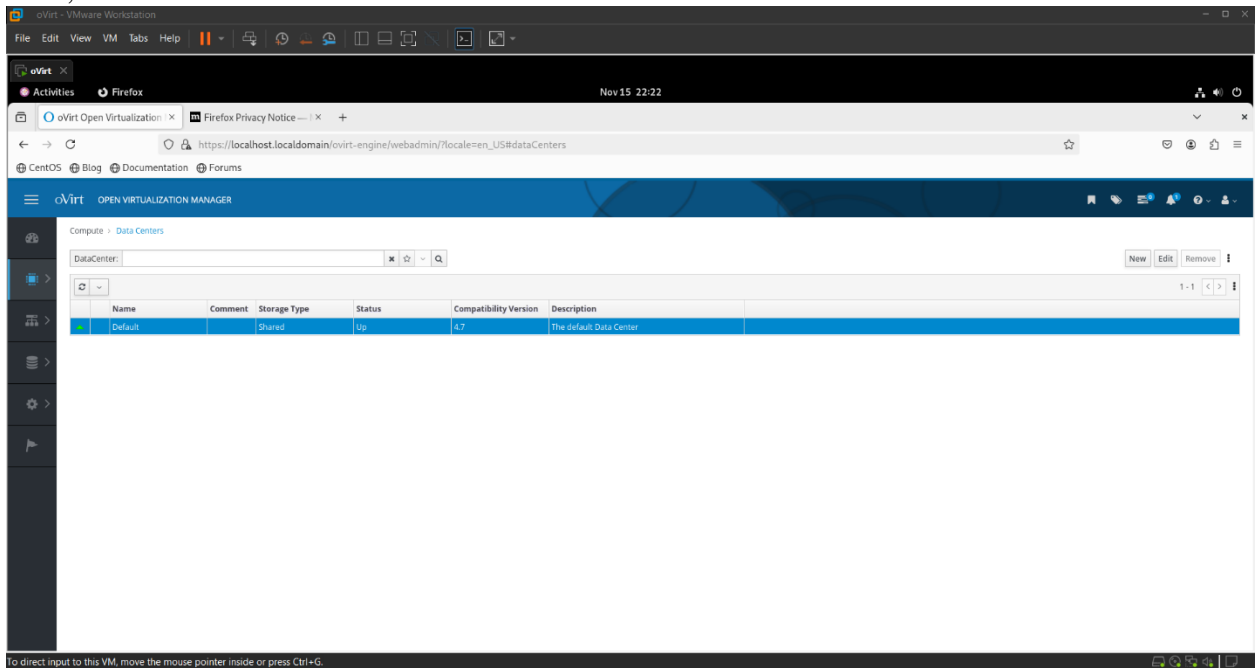 oVirt - VMware Workstation
File Edit View VM Tabs Help
oVirt
Activities Firefox Nov 15 22:22
oVirt Open Virtualization Firefox Privacy Notice —
https://localhost.localdomain/ovirt-engine/webadmin/?locale=en_US#dataCenters
CentOS Blog Documentation Forums
oVirt OPEN VIRTUALIZATION MANAGER
Compute > Data Centers
DataCenter: New Edit Remove
1 - 1
Name Comment Storage Type Status Compatibility Version Description
Default Shared Up 4.7 The default Data Center
To direct input to this VM, move the mouse pointer inside or press Ctrl+G.